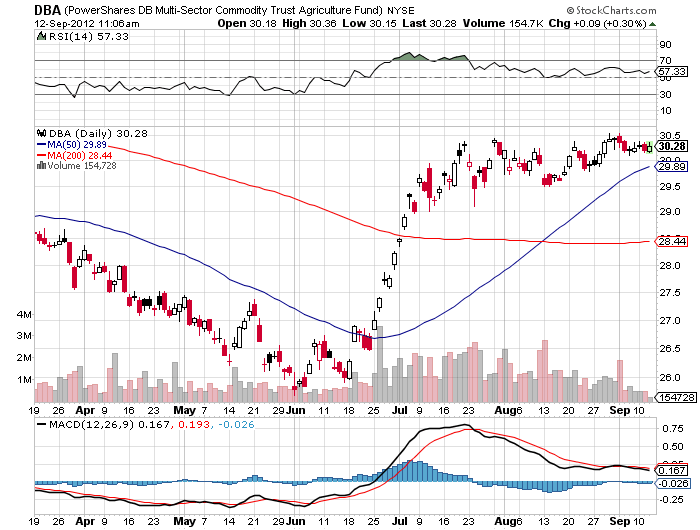 DBA (PowerShares DB Multi-Sector Commodity Trust Agriculture Fund) NYSE © StockCharts.com
12-Sep-2012 11:06am Open 30.18 High 30.36 Low 30.15 Last 30.28 Volume 154.7K Chg +0.09 (+0.30%)
RSI(14) 57.33
90
70
57.33
50
30
10
DBA (Daily) 30.28
MA(50) 29.89
MA(200) 28.44
Volume 154,728
30.28
30.0
29.89
29.5
29.0
28.5
28.44
28.0
27.5
27.0
26.5
26.0
4M
3M
2M
1M
154728
19 26 Apr 9 16 23 May 7 14 21 29 Jun 11 18 25 Jul 9 16 23 Aug 6 13 20 27 Sep 10
MACD(12,26,9) 0.167, 0.193, -0.026
0.75
0.50
0.25
0.167
-0.026
-0.25
19 26 Apr 9 16 23 May 7 14 21 29 Jun 11 18 25 Jul 9 16 23 Aug 6 13 20 27 Sep 10